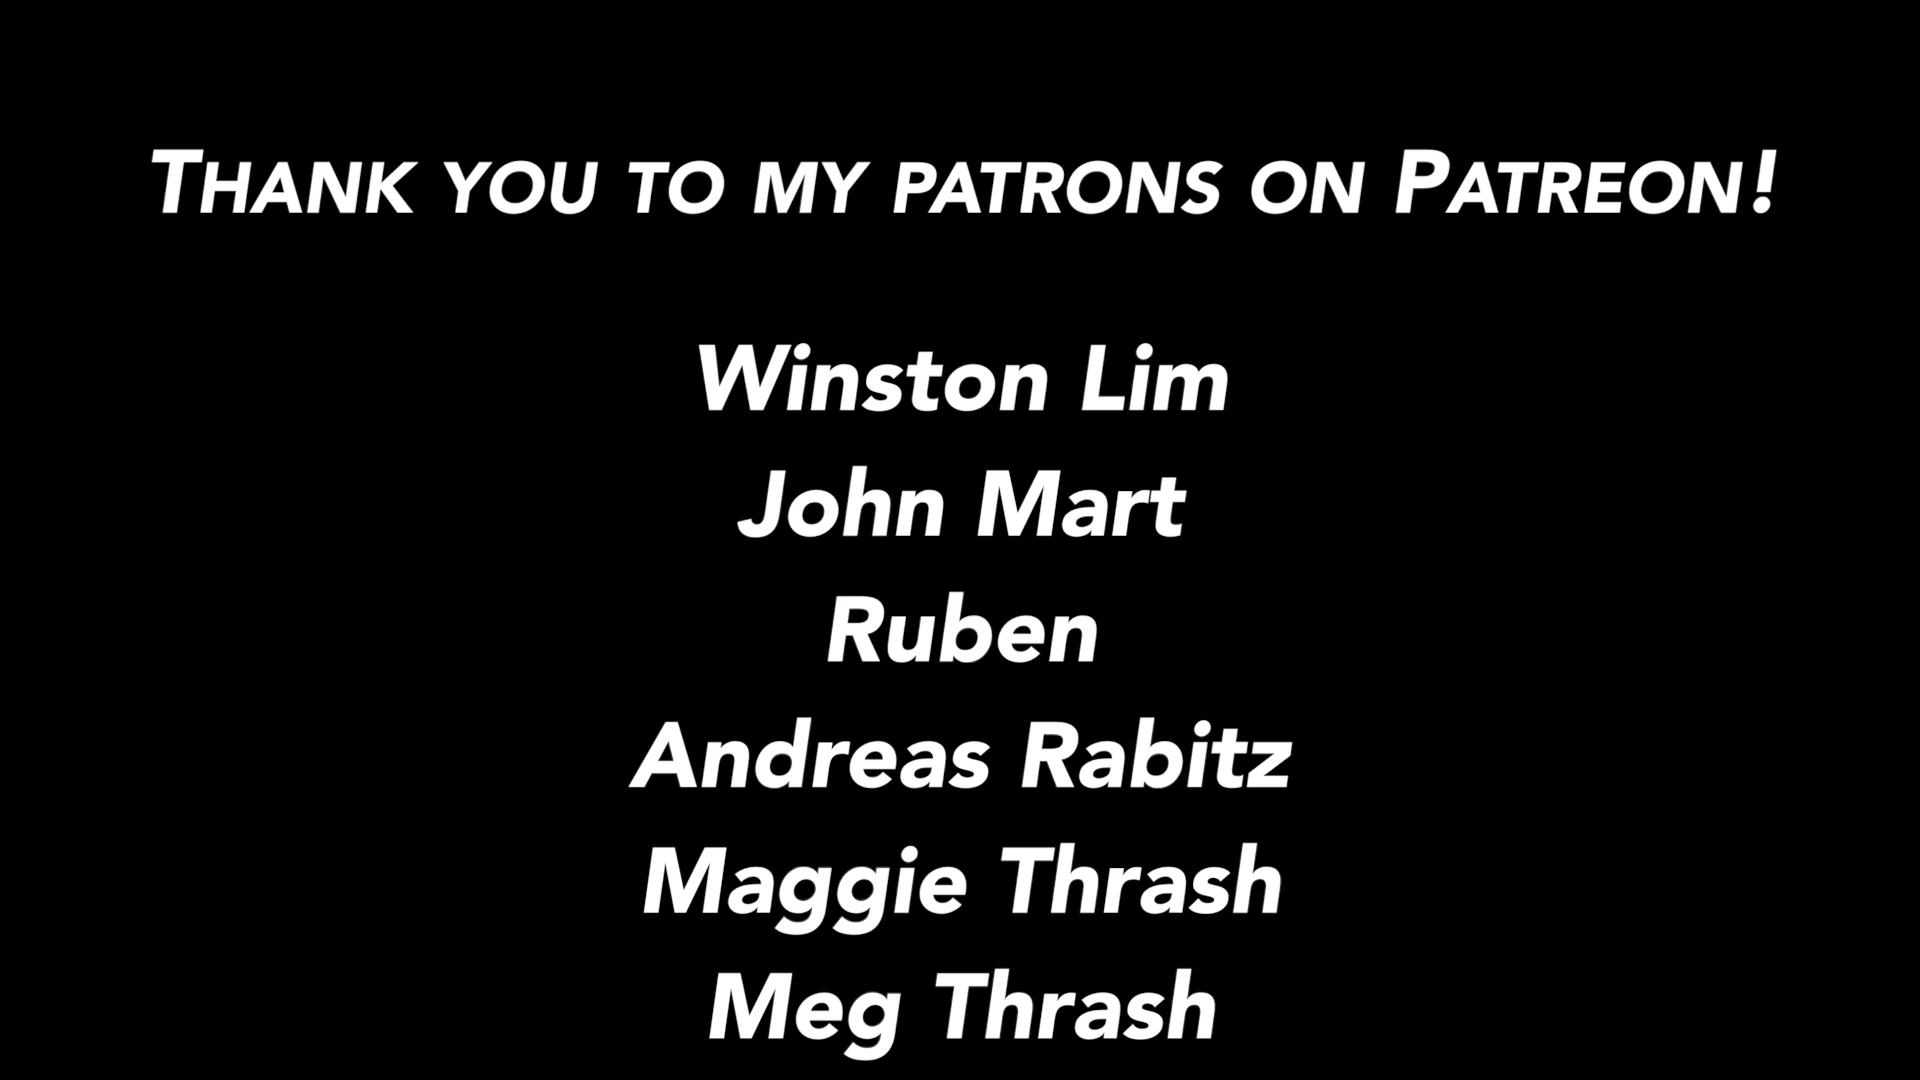 Thank you to my patrons on Patreon!
Winston Lim
John Mart
Ruben
Andreas Rabitz
Maggie Thrash
Meg Thrash